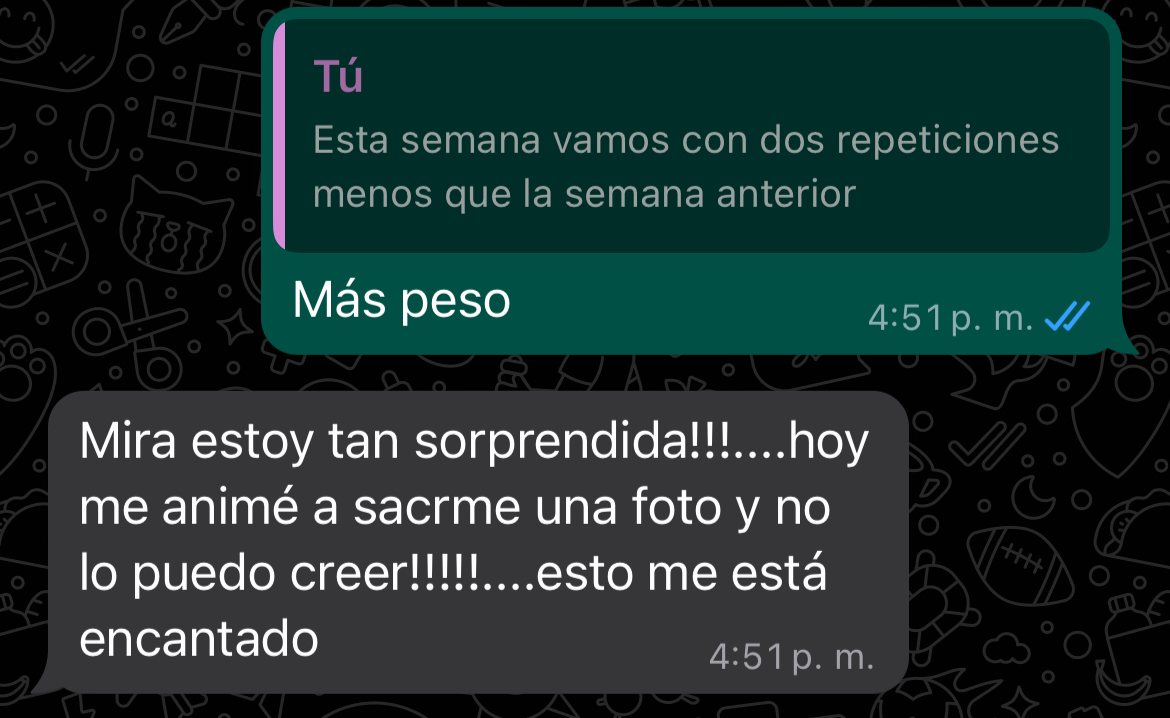 Tú
Esta semana vamos con dos repeticiones
menos que la semana anterior
Más peso
4:51 p. m.
Mira estoy tan sorprendida!!!....hoy
me animé a sacrme una foto y no
lo puedo creer!!!!!....esto me está
encantado
4:51 p. m.